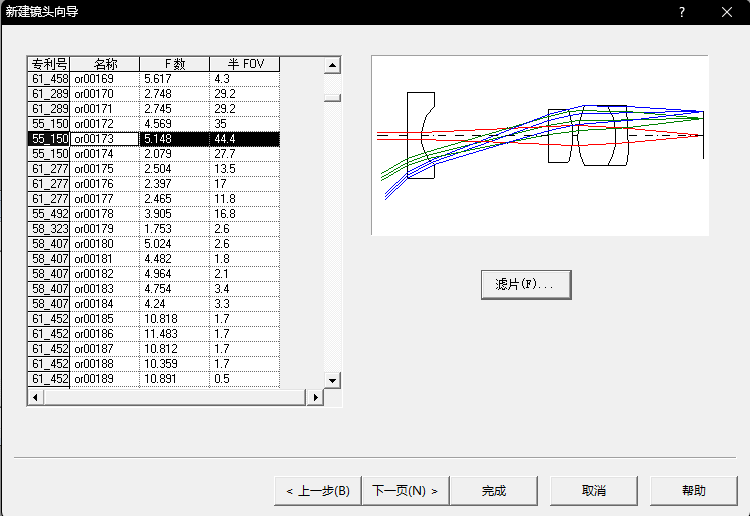 新建镜头向导
专利号 名称 F 数 半 FOV
61_458 or00169 5.617 4.3
61_289 or00170 2.748 29.2
61_289 or00171 2.745 29.2
55_150 or00172 4.569 35
55_150 or00173 5.148 44.4
55_150 or00174 2.079 27.7
61_277 or00175 2.504 13.5
61_277 or00176 2.397 17
61_277 or00177 2.465 11.8
55_492 or00178 3.905 16.8
58_323 or00179 1.753 2.6
58_407 or00180 5.024 2.6
58_407 or00181 4.482 1.8
58_407 or00182 4.964 2.1
58_407 or00183 4.754 3.4
58_407 or00184 4.24 3.3
61_452 or00185 10.818 1.7
61_452 or00186 11.483 1.7
61_452 or00187 10.812 1.7
61_452 or00188 10.359 1.7
61_452 or00189 10.891 0.5
滤片(F)...
< 上一步(B) 下一页(N) > 完成 取消 帮助